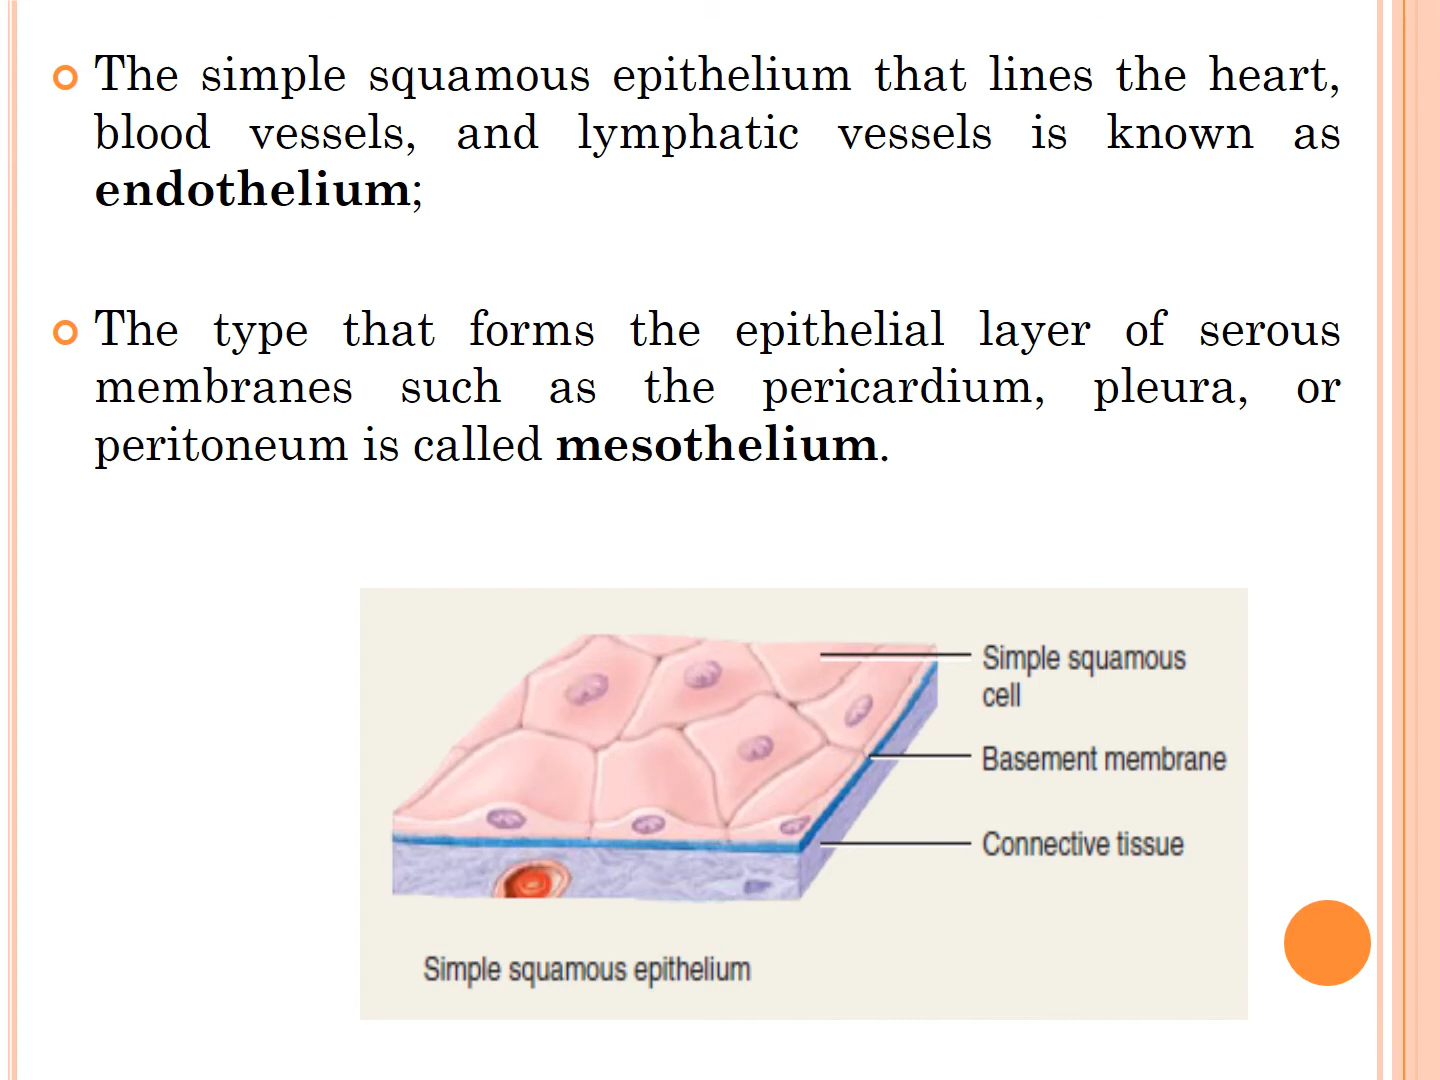 The simple squamous epithelium that lines the heart,
blood vessels, and lymphatic vessels is known as
endothelium;
The type that forms the epithelial layer of serous
membranes such as the pericardium, pleura, or
peritoneum is called mesothelium.
Simple squamous
cell
Basement membrane
Connective tissue
Simple squamous epithelium